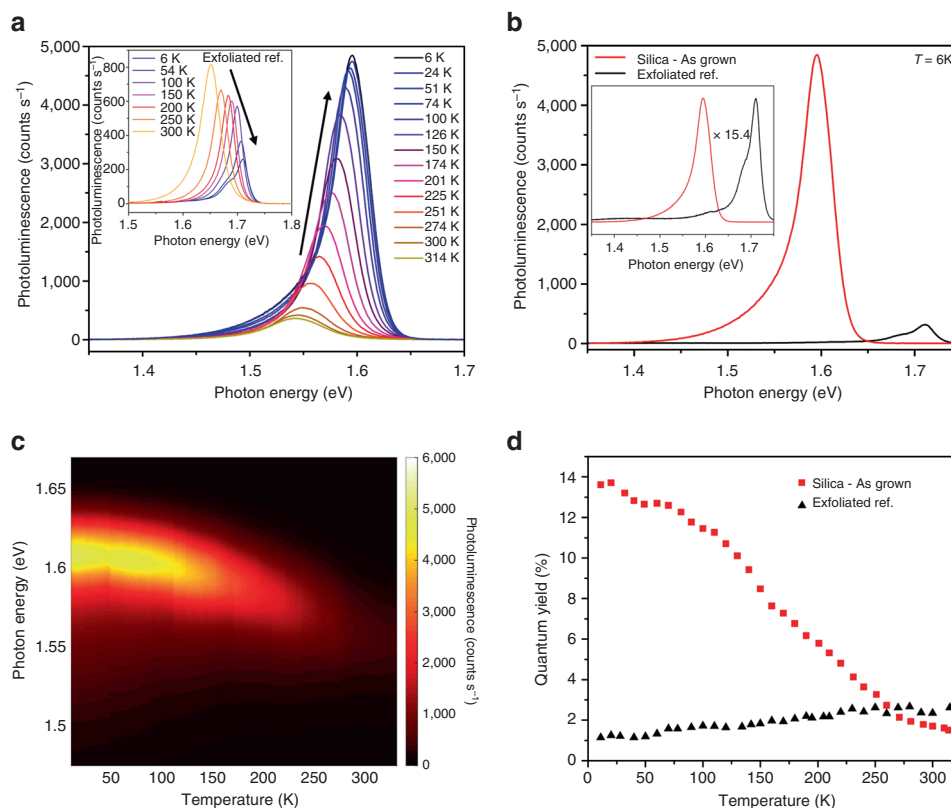 a
5,000
4,000
3,000
2,000
1,000
0
Photoluminescence (counts s⁻¹)
1.4
1.5
1.6
1.7
Photon energy (eV)
6 K
24 K
51 K
74 K
100 K
126 K
150 K
174 K
201 K
225 K
251 K
274 K
300 K
314 K
Exfoliated ref.
6 K
54 K
100 K
150 K
200 K
250 K
300 K
800
600
400
200
0
Photoluminescence (counts s⁻¹)
1.5
1.6
1.7
1.8
Photon energy (eV)
b
5,000
4,000
3,000
2,000
1,000
0
Photoluminescence (counts s⁻¹)
Silica - As grown
Exfoliated ref.
T = 6K
× 15.4
1.4
1.5
1.6
1.7
Photon energy (eV)
1.4
1.5
1.6
1.7
Photon energy (eV)
c
1.65
1.6
1.55
1.5
Photon energy (eV)
50
100
150
200
250
300
Temperature (K)
6,000
5,000
4,000
3,000
2,000
1,000
0
Photoluminescence (counts s⁻¹)
d
14
12
10
8
6
4
2
0
Quantum yield (%)
Silica - As grown
Exfoliated ref.
0
50
100
150
200
250
300
Temperature (K)